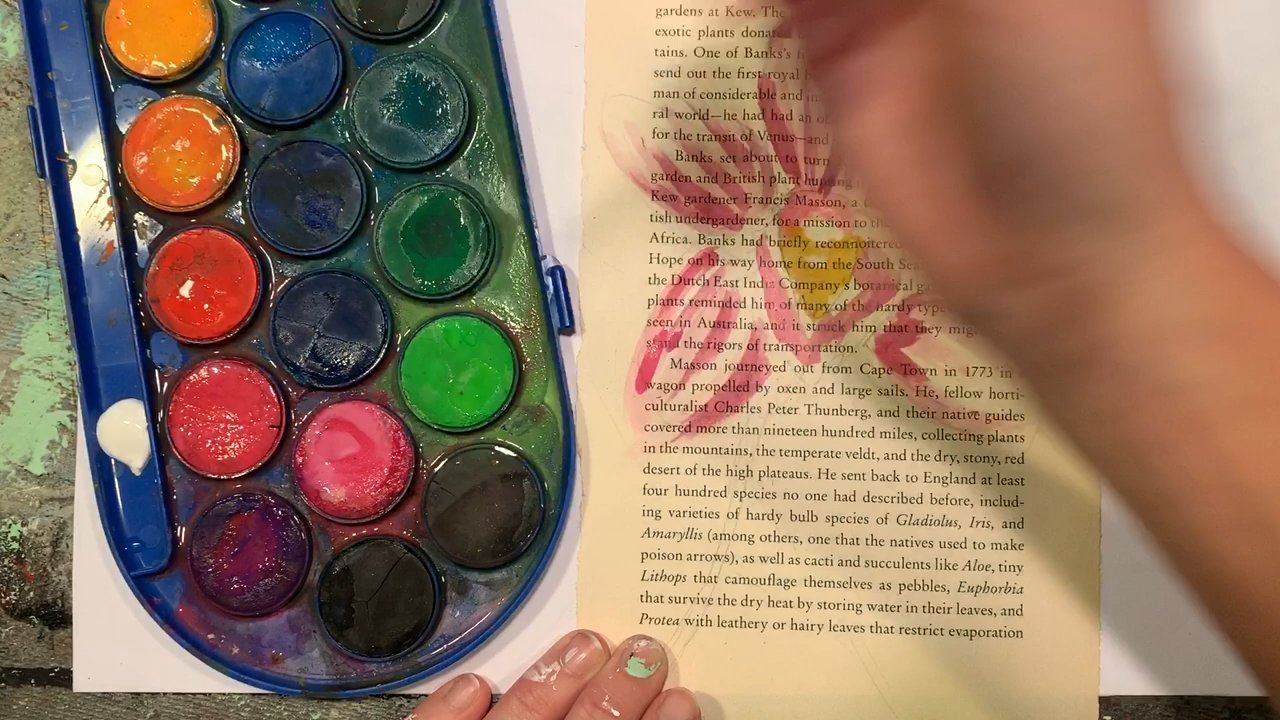 gardens at Kew. The
exotic plants donated
tains. One of Banks's
send out the first royal
man of considerable and
ral world—he had had an
for the transit of Venus—and
Banks set about to turn
garden and British plant hunting
Kew gardener Francis Masson, a
tish undergardener, for a mission to the
Africa. Banks had briefly reconnoitered
Hope on his way home from the South
the Dutch East India Company's botanical
plants reminded him of many of the hardy
seen in Australia, and it struck him that they
stand the rigors of transportation.
Masson journeyed out from Cape Town in 1773 in
wagon propelled by oxen and large sails. He, fellow horti-
culturalist Charles Peter Thunberg, and their native guides
covered more than nineteen hundred miles, collecting plants
in the mountains, the temperate veldt, and the dry, stony, red
desert of the high plateaus. He sent back to England at least
four hundred species no one had described before, includ-
ing varieties of hardy bulb species of Gladiolus, Iris, and
Amaryllis (among others, one that the natives used to make
poison arrows), as well as cacti and succulents like Aloe, tiny
Lithops that camouflage themselves as pebbles, Euphorbia
that survive the dry heat by storing water in their leaves, and
Protea with leathery or hairy leaves that restrict evaporation